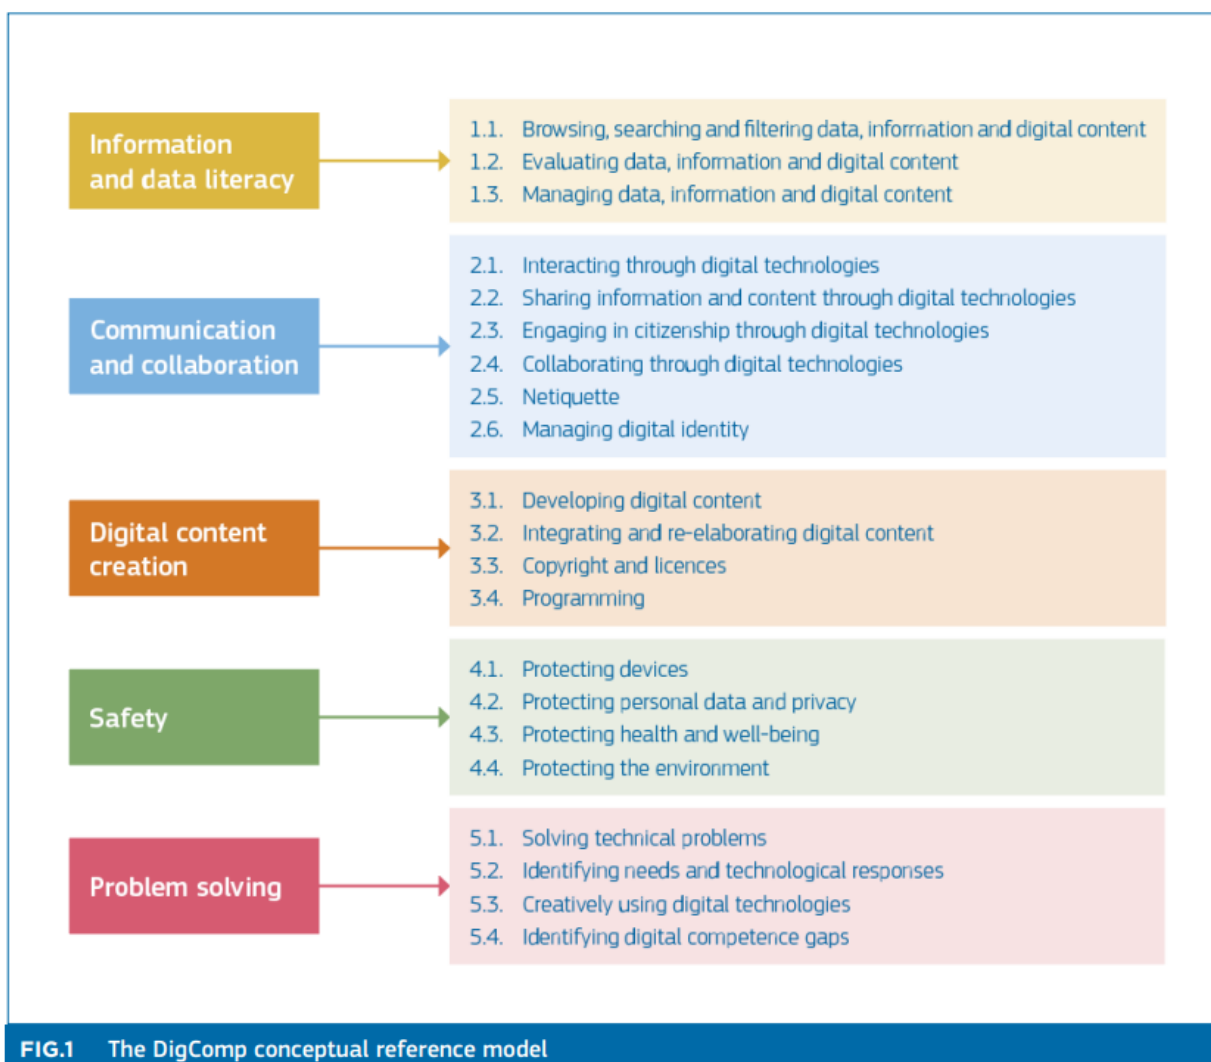 Information
and data literacy
1.1. Browsing, searching and filtering data, information and digital content
1.2. Evaluating data, information and digital content
1.3. Managing data, information and digital content
Communication
and collaboration
2.1. Interacting through digital technologies
2.2. Sharing information and content through digital technologies
2.3. Engaging in citizenship through digital technologies
2.4. Collaborating through digital technologies
2.5. Netiquette
2.6. Managing digital identity
Digital content
creation
3.1. Developing digital content
3.2. Integrating and re-elaborating digital content
3.3. Copyright and licences
3.4. Programming
Safety
4.1. Protecting devices
4.2. Protecting personal data and privacy
4.3. Protecting health and well-being
4.4. Protecting the environment
Problem solving
5.1. Solving technical problems
5.2. Identifying needs and technological responses
5.3. Creatively using digital technologies
5.4. Identifying digital competence gaps
FIG.1 The DigComp conceptual reference model